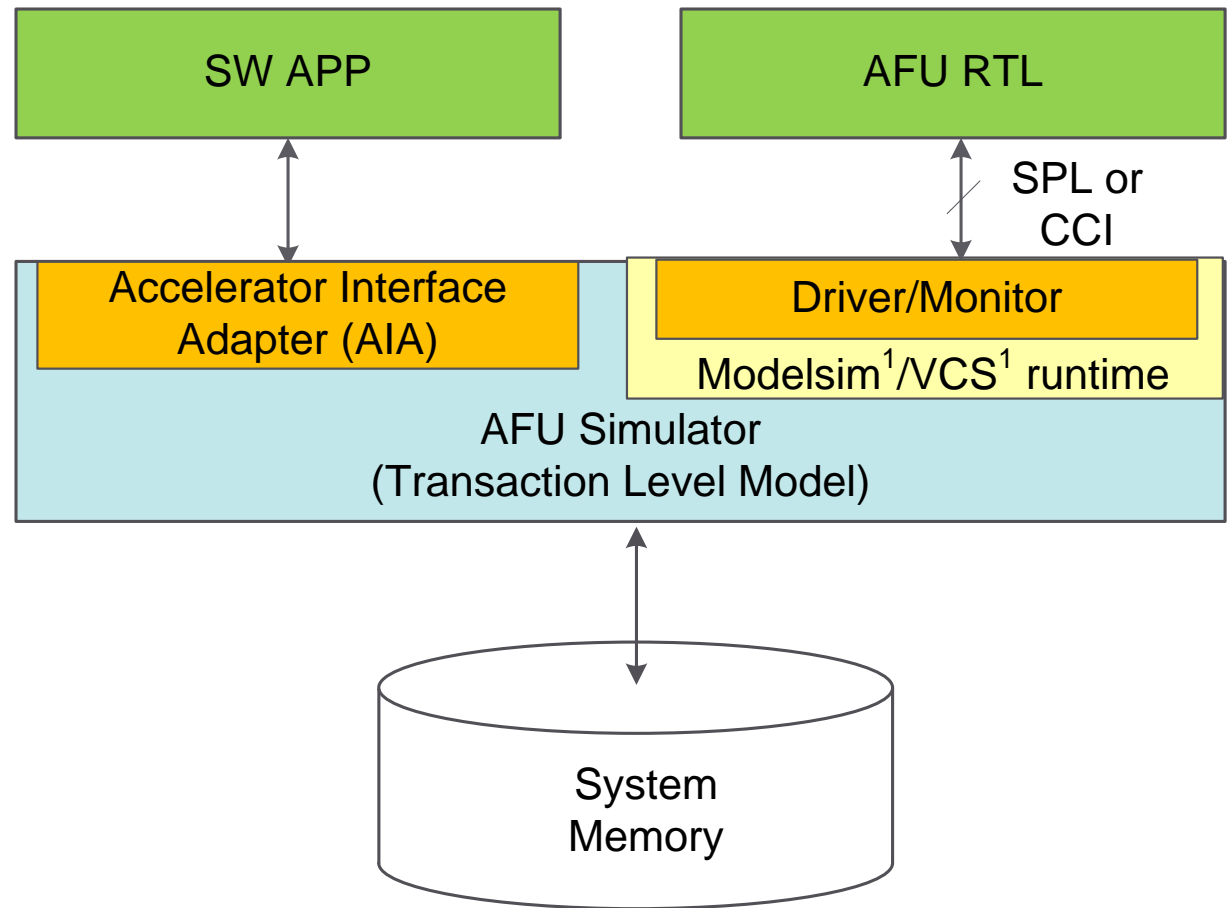 SW APP
AFU RTL
SPL or
CCI
Accelerator Interface
Adapter (AIA)
Driver/Monitor
Modelsim¹/VCS¹ runtime
AFU Simulator
(Transaction Level Model)
System
Memory